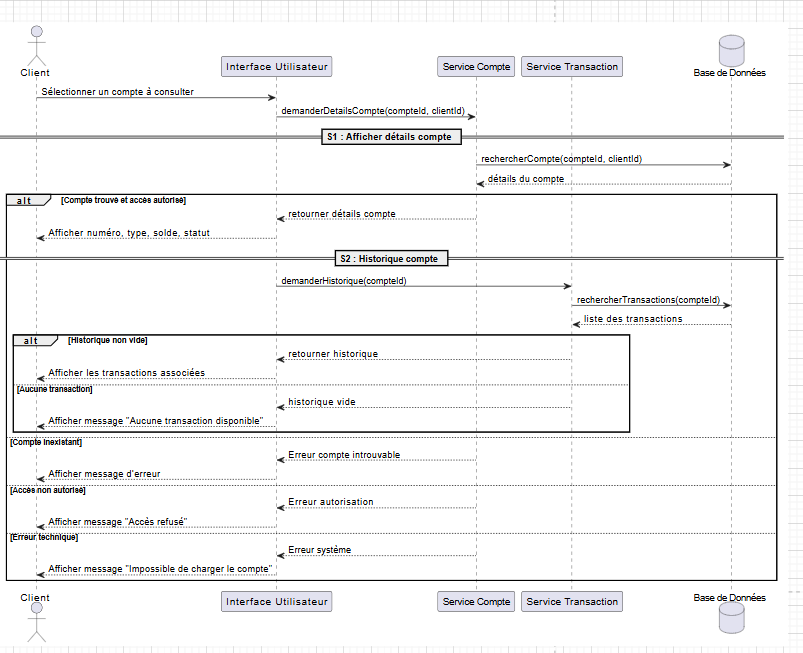 Client
Interface Utilisateur
Service Compte
Service Transaction
Base de Données
Sélectionner un compte à consulter
demanderDetailsCompte(compteId, clientId)
S1 : Afficher détails compte
rechercherCompte(compteId, clientId)
détails du compte
alt [Compte trouvé et accès autorisé]
retourner détails compte
Afficher numéro, type, solde, statut
S2 : Historique compte
demanderHistorique(compteId)
rechercherTransactions(compteId)
liste des transactions
alt [Historique non vide]
retourner historique
Afficher les transactions associées
[Aucune transaction]
historique vide
Afficher message "Aucune transaction disponible"
[Compte inexistant]
Erreur compte introuvable
Afficher message d'erreur
[Accès non autorisé]
Erreur autorisation
Afficher message "Accès refusé"
[Erreur technique]
Erreur système
Afficher message "Impossible de charger le compte"
Client
Interface Utilisateur
Service Compte
Service Transaction
Base de Données